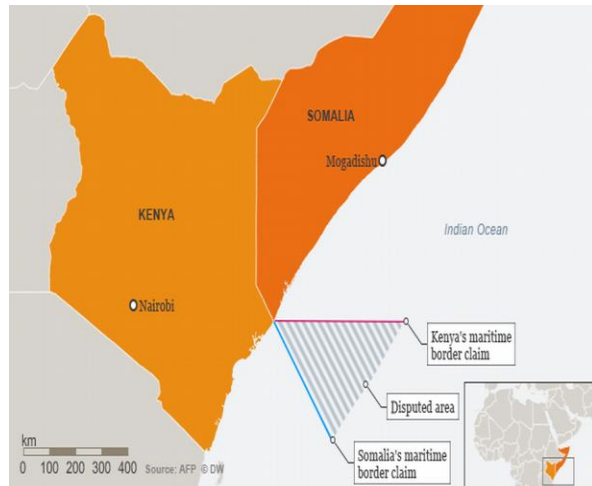 SOMALIA
Mogadishu
KENYA
Indian Ocean
Nairobi
Kenya's maritime
border claim
Disputed area
Somalia's maritime
border claim
km
0 100 200 300 400
Source: AFP © DW